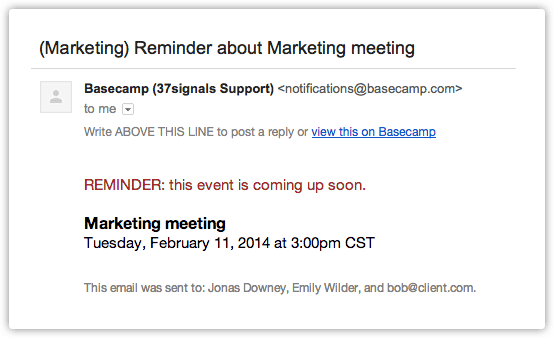 (Marketing) Reminder about Marketing meeting
Basecamp (37signals Support) <notifications@basecamp.com>
to me
Write ABOVE THIS LINE to post a reply or view this on Basecamp
REMINDER: this event is coming up soon.
Marketing meeting
Tuesday, February 11, 2014 at 3:00pm CST
This email was sent to: Jonas Downey, Emily Wilder, and bob@client.com.